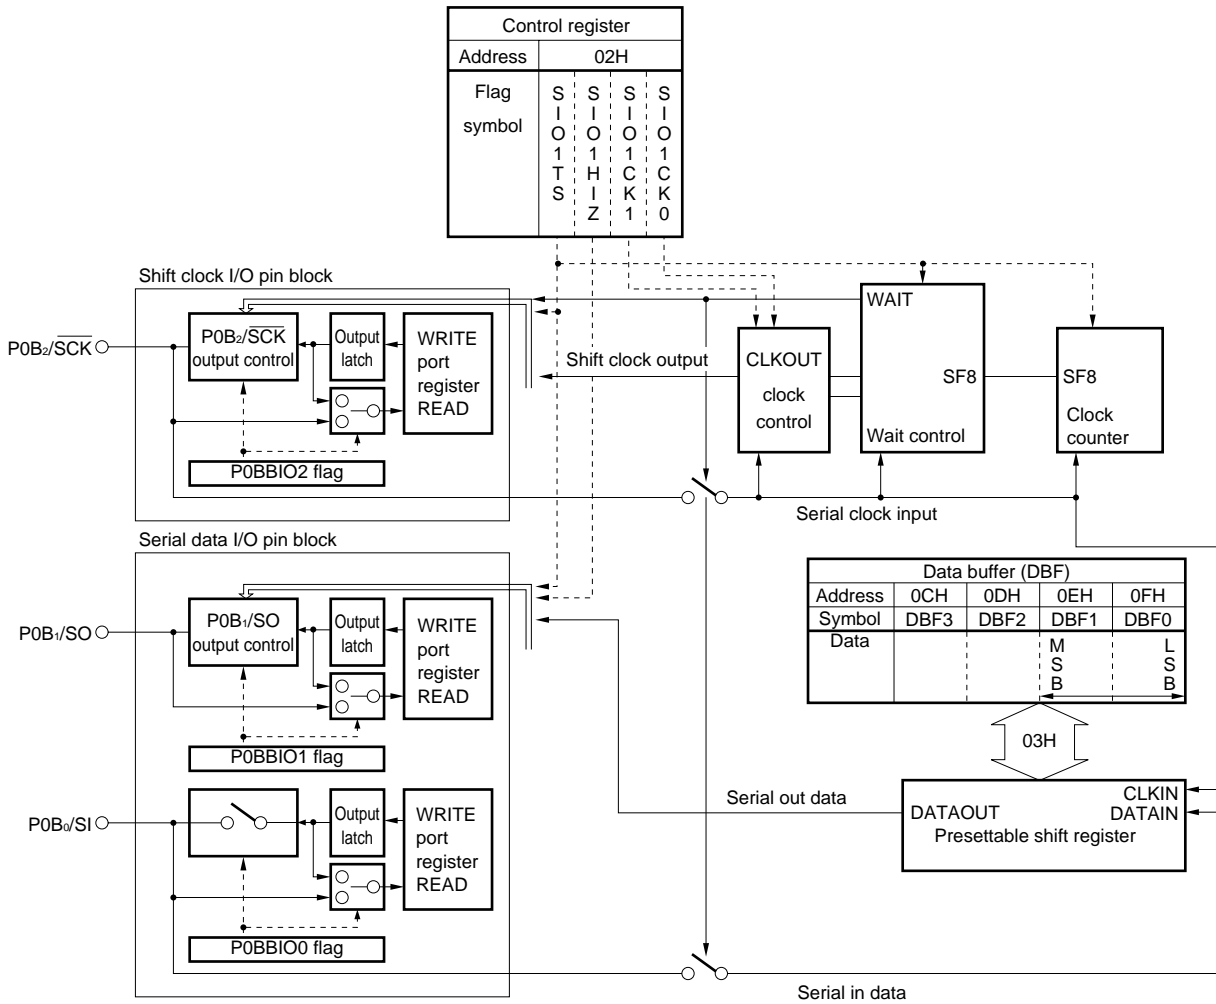 Control register
Address 02H
Flag symbol
SIO1TS
SIO1HIZ
SIO1CK1
SIO1CK0
Shift clock I/O pin block
P0B₂/S̅C̅K̅
P0B₂/S̅C̅K̅
output control
Output
latch
WRITE
port
register
READ
P0BBIO2 flag
Shift clock output
CLKOUT
clock
control
WAIT
SF8
Wait control
SF8
Clock
counter
Serial clock input
Serial data I/O pin block
P0B₁/SO
P0B₁/SO
output control
Output
latch
WRITE
port
register
READ
P0BBIO1 flag
P0B₀/SI
Output
latch
WRITE
port
register
READ
P0BBIO0 flag
Data buffer (DBF)
Address 0CH 0DH 0EH 0FH
Symbol DBF3 DBF2 DBF1 DBF0
Data MSB LSB
03H
Serial out data
DATAOUT
CLKIN
DATAIN
Presettable shift register
Serial in data